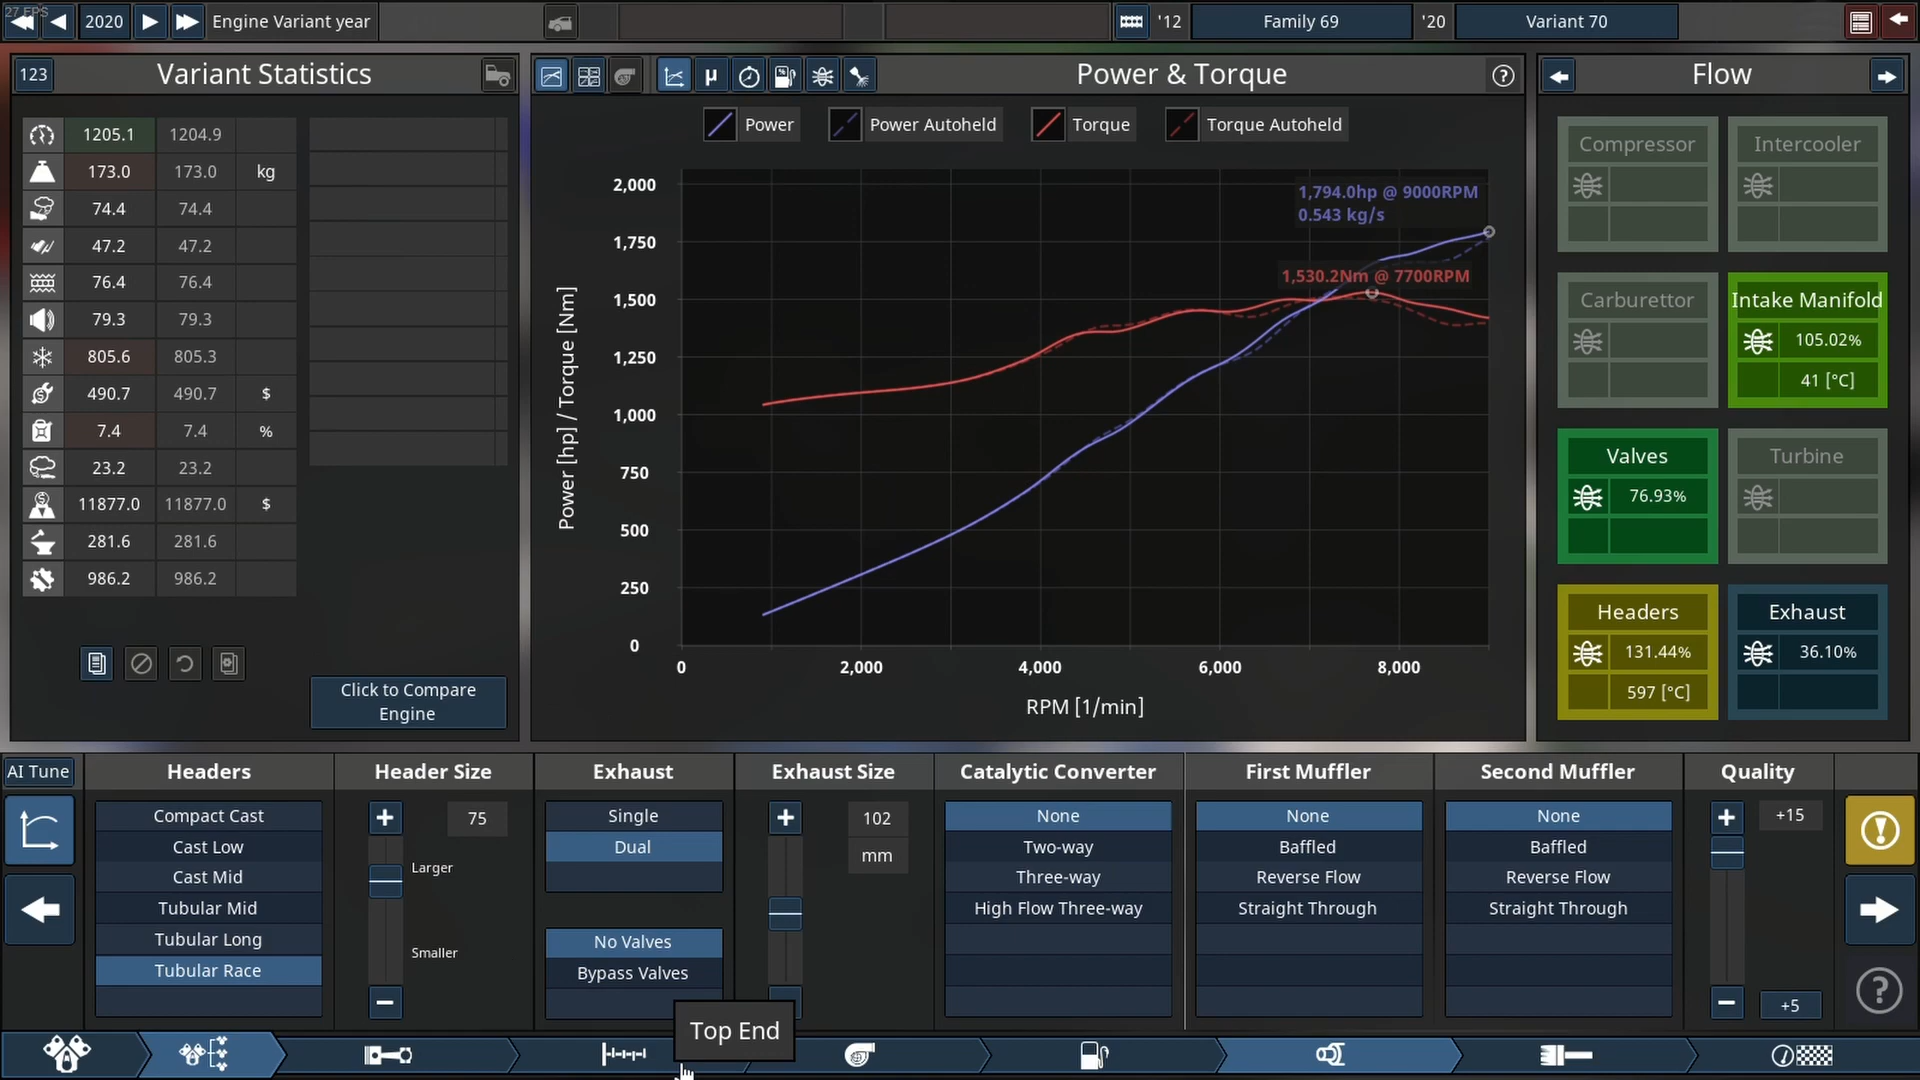 27 FPS
2020
Engine Variant year
'12
Family 69
'20
Variant 70
123
Variant Statistics
1205.1 1204.9
173.0 173.0 kg
74.4 74.4
47.2 47.2
76.4 76.4
79.3 79.3
805.6 805.3
490.7 490.7 $
7.4 7.4 %
23.2 23.2
11877.0 11877.0 $
281.6 281.6
986.2 986.2
Click to Compare
Engine
μ
Power & Torque
?
Power
Power Autoheld
Torque
Torque Autoheld
Power [hp] / Torque [Nm]
2,000
1,750
1,500
1,250
1,000
750
500
250
0
1,794.0hp @ 9000RPM
0.543 kg/s
1,530.2Nm @ 7700RPM
0 2,000 4,000 6,000 8,000
RPM [1/min]
Flow
Compressor
Intercooler
Carburettor
Intake Manifold
105.02%
41 [°C]
Valves
76.93%
Turbine
Headers
131.44%
597 [°C]
Exhaust
36.10%
AI Tune
Headers
Compact Cast
Cast Low
Cast Mid
Tubular Mid
Tubular Long
Tubular Race
Header Size
+
75
Larger
Smaller
−
Exhaust
Single
Dual
No Valves
Bypass Valves
Exhaust Size
+
102
mm
Catalytic Converter
None
Two-way
Three-way
High Flow Three-way
First Muffler
None
Baffled
Reverse Flow
Straight Through
Second Muffler
None
Baffled
Reverse Flow
Straight Through
Quality
+
+15
−
+5
!
?
Top End